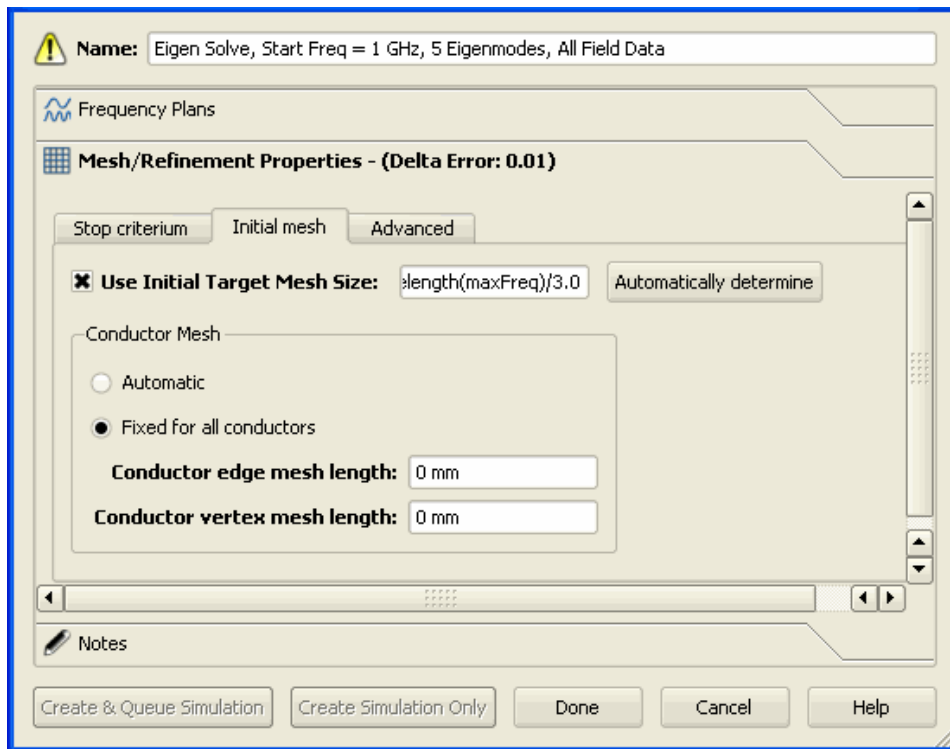 Name: Eigen Solve, Start Freq = 1 GHz, 5 Eigenmodes, All Field Data
Frequency Plans
Mesh/Refinement Properties - (Delta Error: 0.01)
Stop criterium Initial mesh Advanced
Use Initial Target Mesh Size: elength(maxFreq)/3.0 Automatically determine
Conductor Mesh
Automatic
Fixed for all conductors
Conductor edge mesh length: 0 mm
Conductor vertex mesh length: 0 mm
Notes
Create & Queue Simulation Create Simulation Only Done Cancel Help